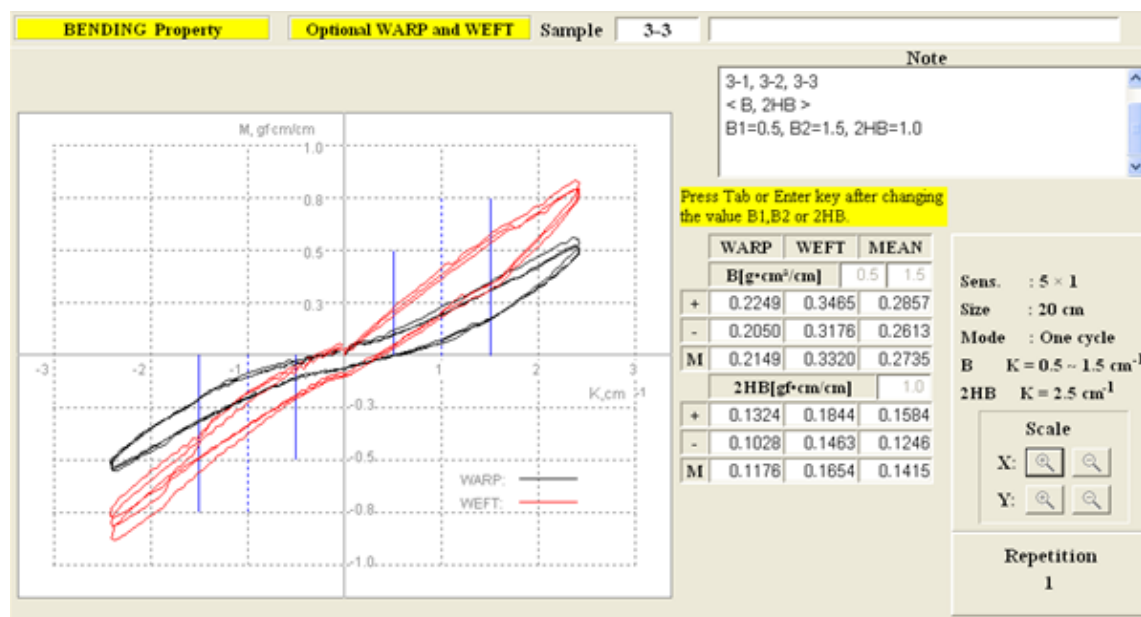 BENDING Property Optional WARP and WEFT Sample 3-3
Note
3-1, 3-2, 3-3
< B, 2HB >
B1=0.5, B2=1.5, 2HB=1.0
Press Tab or Enter key after changing
the value B1,B2 or 2HB.
M, gf cm/cm
1.0
0.8
0.5
0.3
-3 -2 -1 1 2 3
K,cm -1
-0.3
-0.5
-0.8
-1.0
WARP:
WEFT:
WARP WEFT MEAN
B[g•cm²/cm] 0.5 1.5
+ 0.2249 0.3465 0.2857
- 0.2050 0.3176 0.2613
M 0.2149 0.3320 0.2735
2HB[gf•cm/cm] 1.0
+ 0.1324 0.1844 0.1584
- 0.1028 0.1463 0.1246
M 0.1176 0.1654 0.1415
Sens. : 5 × 1
Size : 20 cm
Mode : One cycle
B K = 0.5 ~ 1.5 cm⁻¹
2HB K = 2.5 cm⁻¹
Scale
X:
Y:
Repetition
1